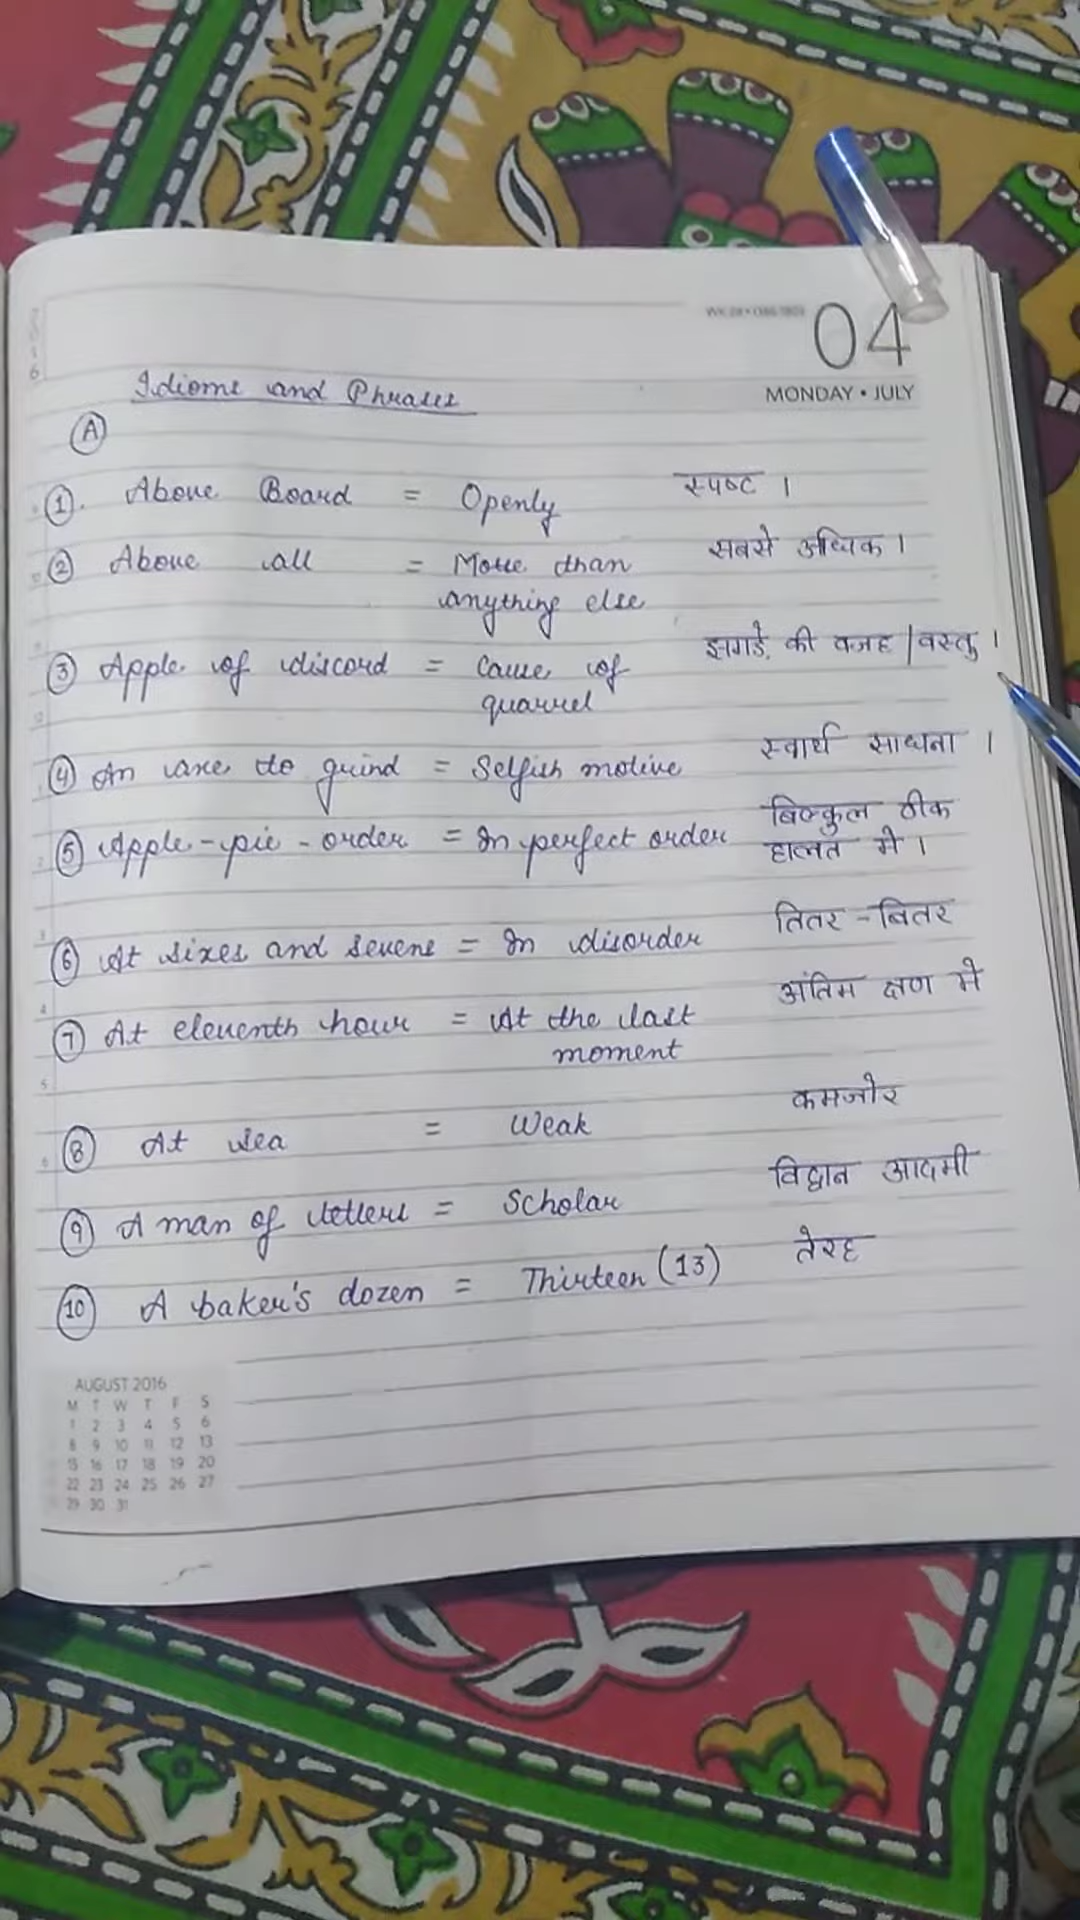 04
MONDAY • JULY
Idioms and Phrases
(A)
(1). Above Board = Openly स्पष्ट ।
(2) Above all = More than सबसे अधिक ।
anything else
(3) Apple of discord = Cause of झगडे की वजह / वस्तु ।
quarrel
(4) An axe to grind = Selfish motive स्वार्थ साधना ।
(5) Apple-pie-order = In perfect order बिल्कुल ठीक
हालत मे ।
(6) At sixes and sevens = In disorder तितर-बितर
(7) At eleventh hour = At the last अंतिम क्षण मे
moment
(8) At sea = Weak कमजोर
(9) A man of letters = Scholar विद्वान आदमी
(10) A baker's dozen = Thirteen (13) तेरह
AUGUST 2016
M T W T F S
1 2 3 4 5 6
8 9 10 11 12 13
15 16 17 18 19 20
22 23 24 25 26 27
29 30 31